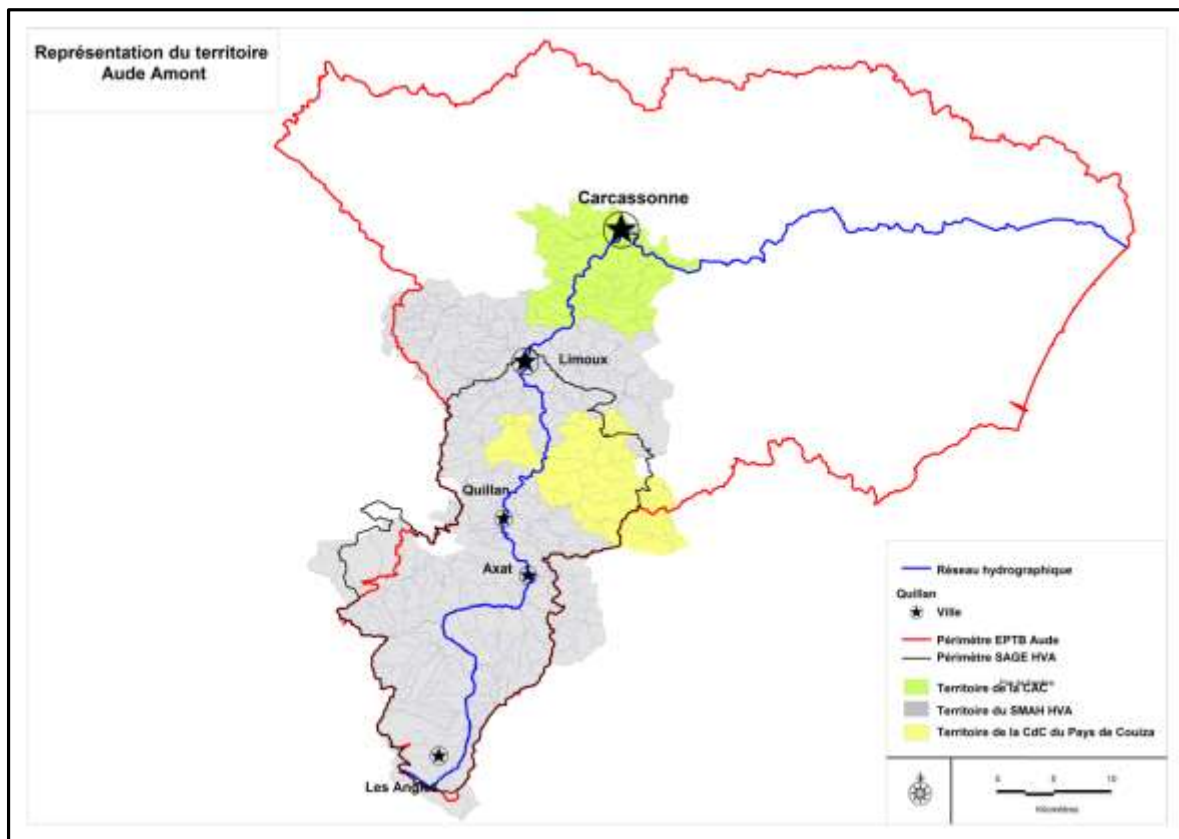 Représentation du territoire
Aude Amont
Carcassonne
Limoux
Quillan
Axat
Les Angles
Réseau hydrographique
Quillan
Ville
Périmètre EPTB Aude
Périmètre SAGE HVA
Territoire de la CAC
Territoire du SMAH HVA
Territoire de la CdC du Pays de Couiza
10
Kilomètres